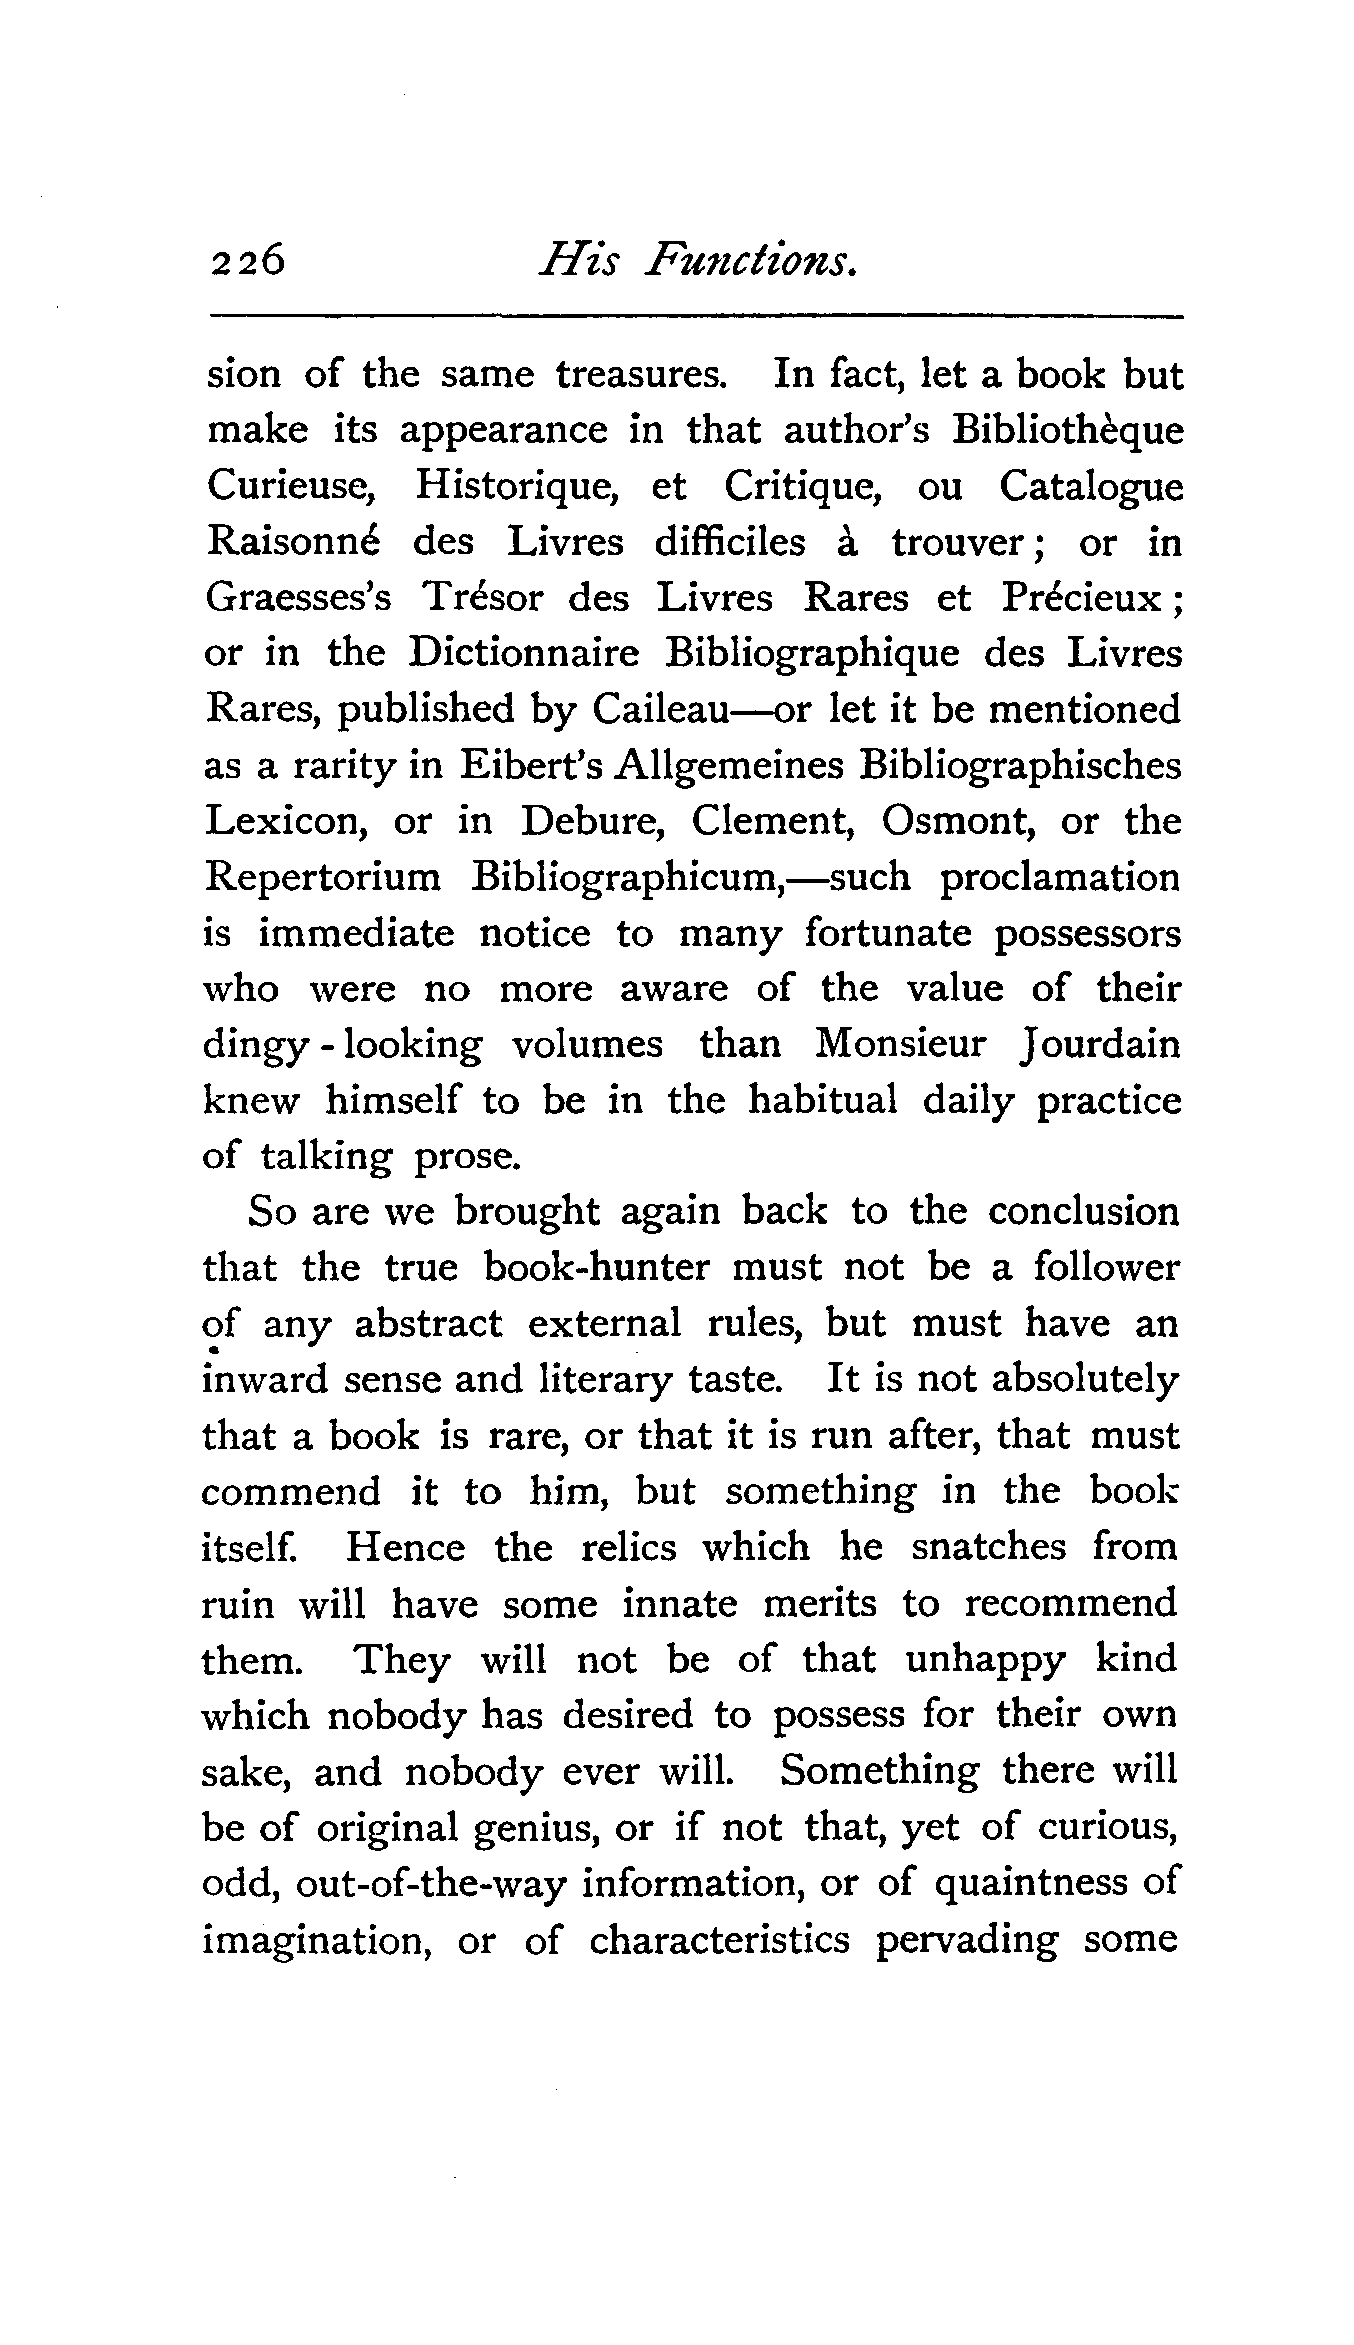 226 His Functions.
sion of the same treasures. In fact, let a book but
make its appearance in that author's Bibliothèque
Curieuse, Historique, et Critique, ou Catalogue
Raisonné des Livres difficiles à trouver; or in
Graesses's Trésor des Livres Rares et Précieux;
or in the Dictionnaire Bibliographique des Livres
Rares, published by Caileau—or let it be mentioned
as a rarity in Eibert's Allgemeines Bibliographisches
Lexicon, or in Debure, Clement, Osmont, or the
Repertorium Bibliographicum,—such proclamation
is immediate notice to many fortunate possessors
who were no more aware of the value of their
dingy-looking volumes than Monsieur Jourdain
knew himself to be in the habitual daily practice
of talking prose.
So are we brought again back to the conclusion
that the true book-hunter must not be a follower
of any abstract external rules, but must have an
inward sense and literary taste. It is not absolutely
that a book is rare, or that it is run after, that must
commend it to him, but something in the book
itself. Hence the relics which he snatches from
ruin will have some innate merits to recommend
them. They will not be of that unhappy kind
which nobody has desired to possess for their own
sake, and nobody ever will. Something there will
be of original genius, or if not that, yet of curious,
odd, out-of-the-way information, or of quaintness of
imagination, or of characteristics pervading some